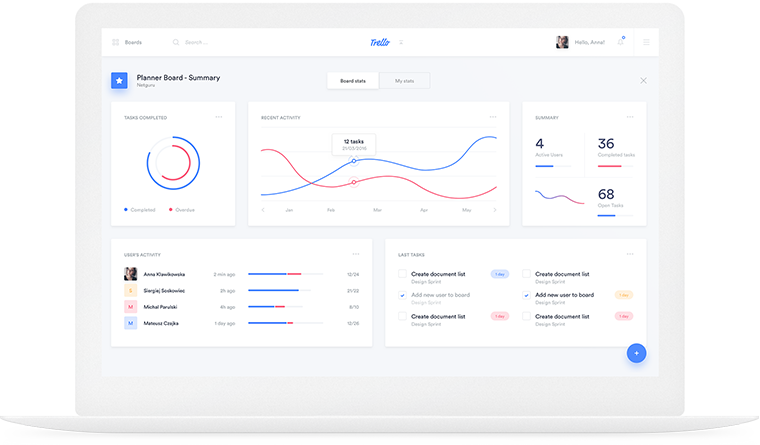 Boards
Search ...
Trello
Hello, Anna!
Planner Board - Summary
Netguru
Board stats
My stats
TASKS COMPLETED
Completed
Overdue
RECENT ACTIVITY
12 tasks
21/03/2016
Jan
Feb
Mar
Apr
May
SUMMARY
4
Active Users
36
Completed tasks
68
Open Tasks
USER'S ACTIVITY
Anna Klawikowska
2 min ago
12/24
S
Siergiej Soskowiec
2h ago
21/22
M
Michał Parulski
4h ago
8/10
M
Mateusz Czajka
1 day ago
12/26
LAST TASKS
Create document list
1 day
Design Sprint
Create document list
Design Sprint
Add new user to board
Design Sprint
Add new user to board
1 day
Design Sprint
Create document list
1 day
Design Sprint
Create document list
1 day
Design Sprint
+